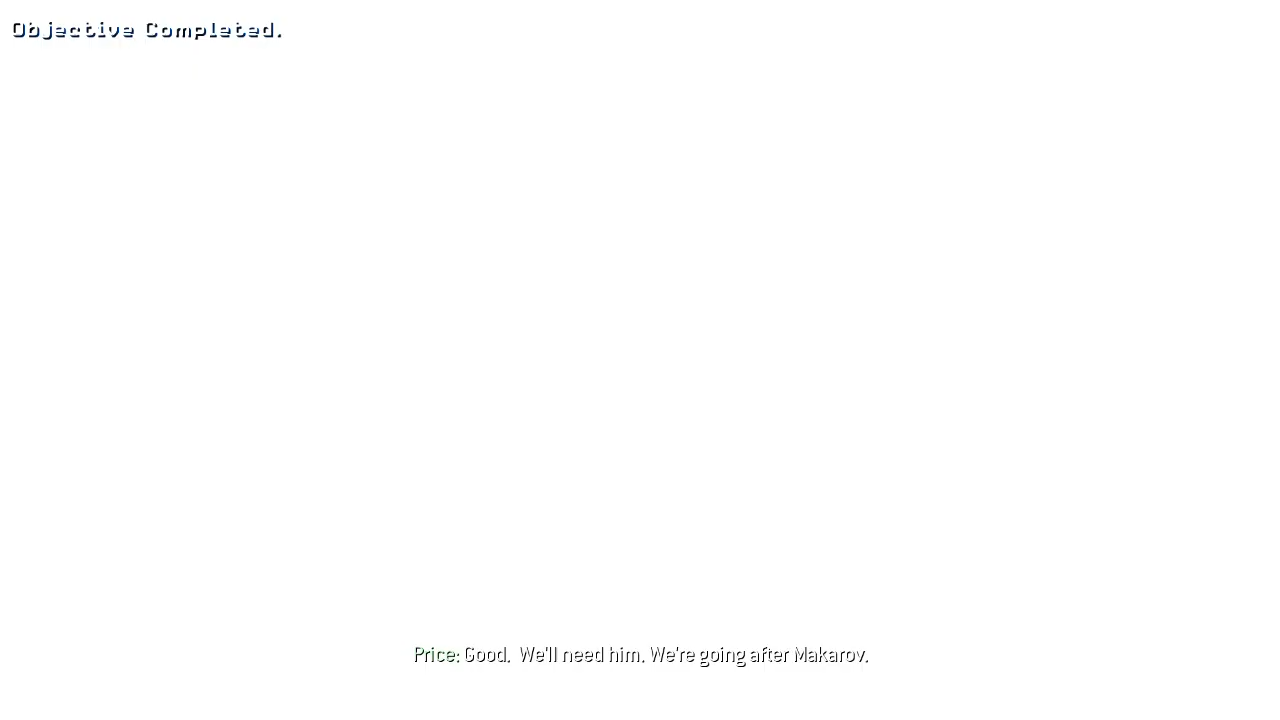 Objective Completed.
Price: Good.  We'll need him. We're going after Makarov.